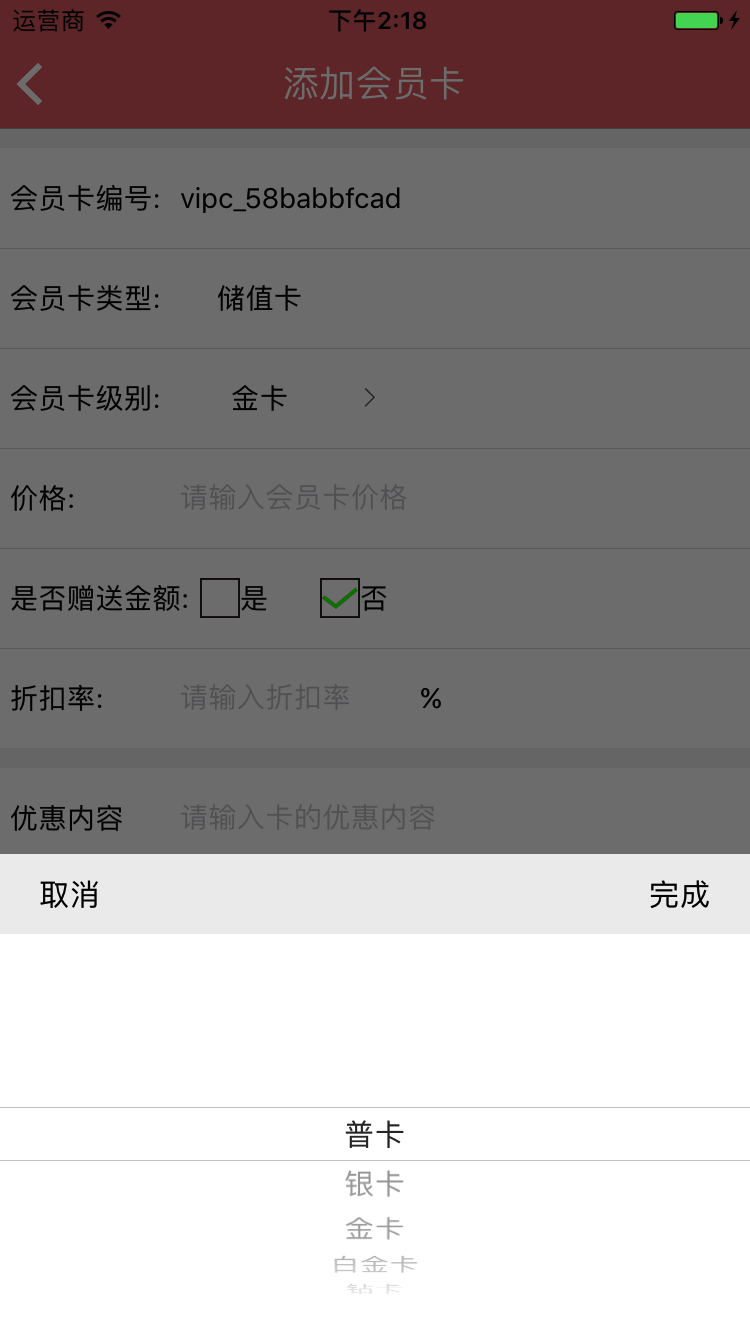 运营商 下午2:18
添加会员卡
会员卡编号: vipc_58babbfcad
会员卡类型: 储值卡
会员卡级别: 金卡
价格: 请输入会员卡价格
是否赠送金额: 是 否
折扣率: 请输入折扣率 %
优惠内容 请输入卡的优惠内容
取消 完成
普卡
银卡
金卡
白金卡